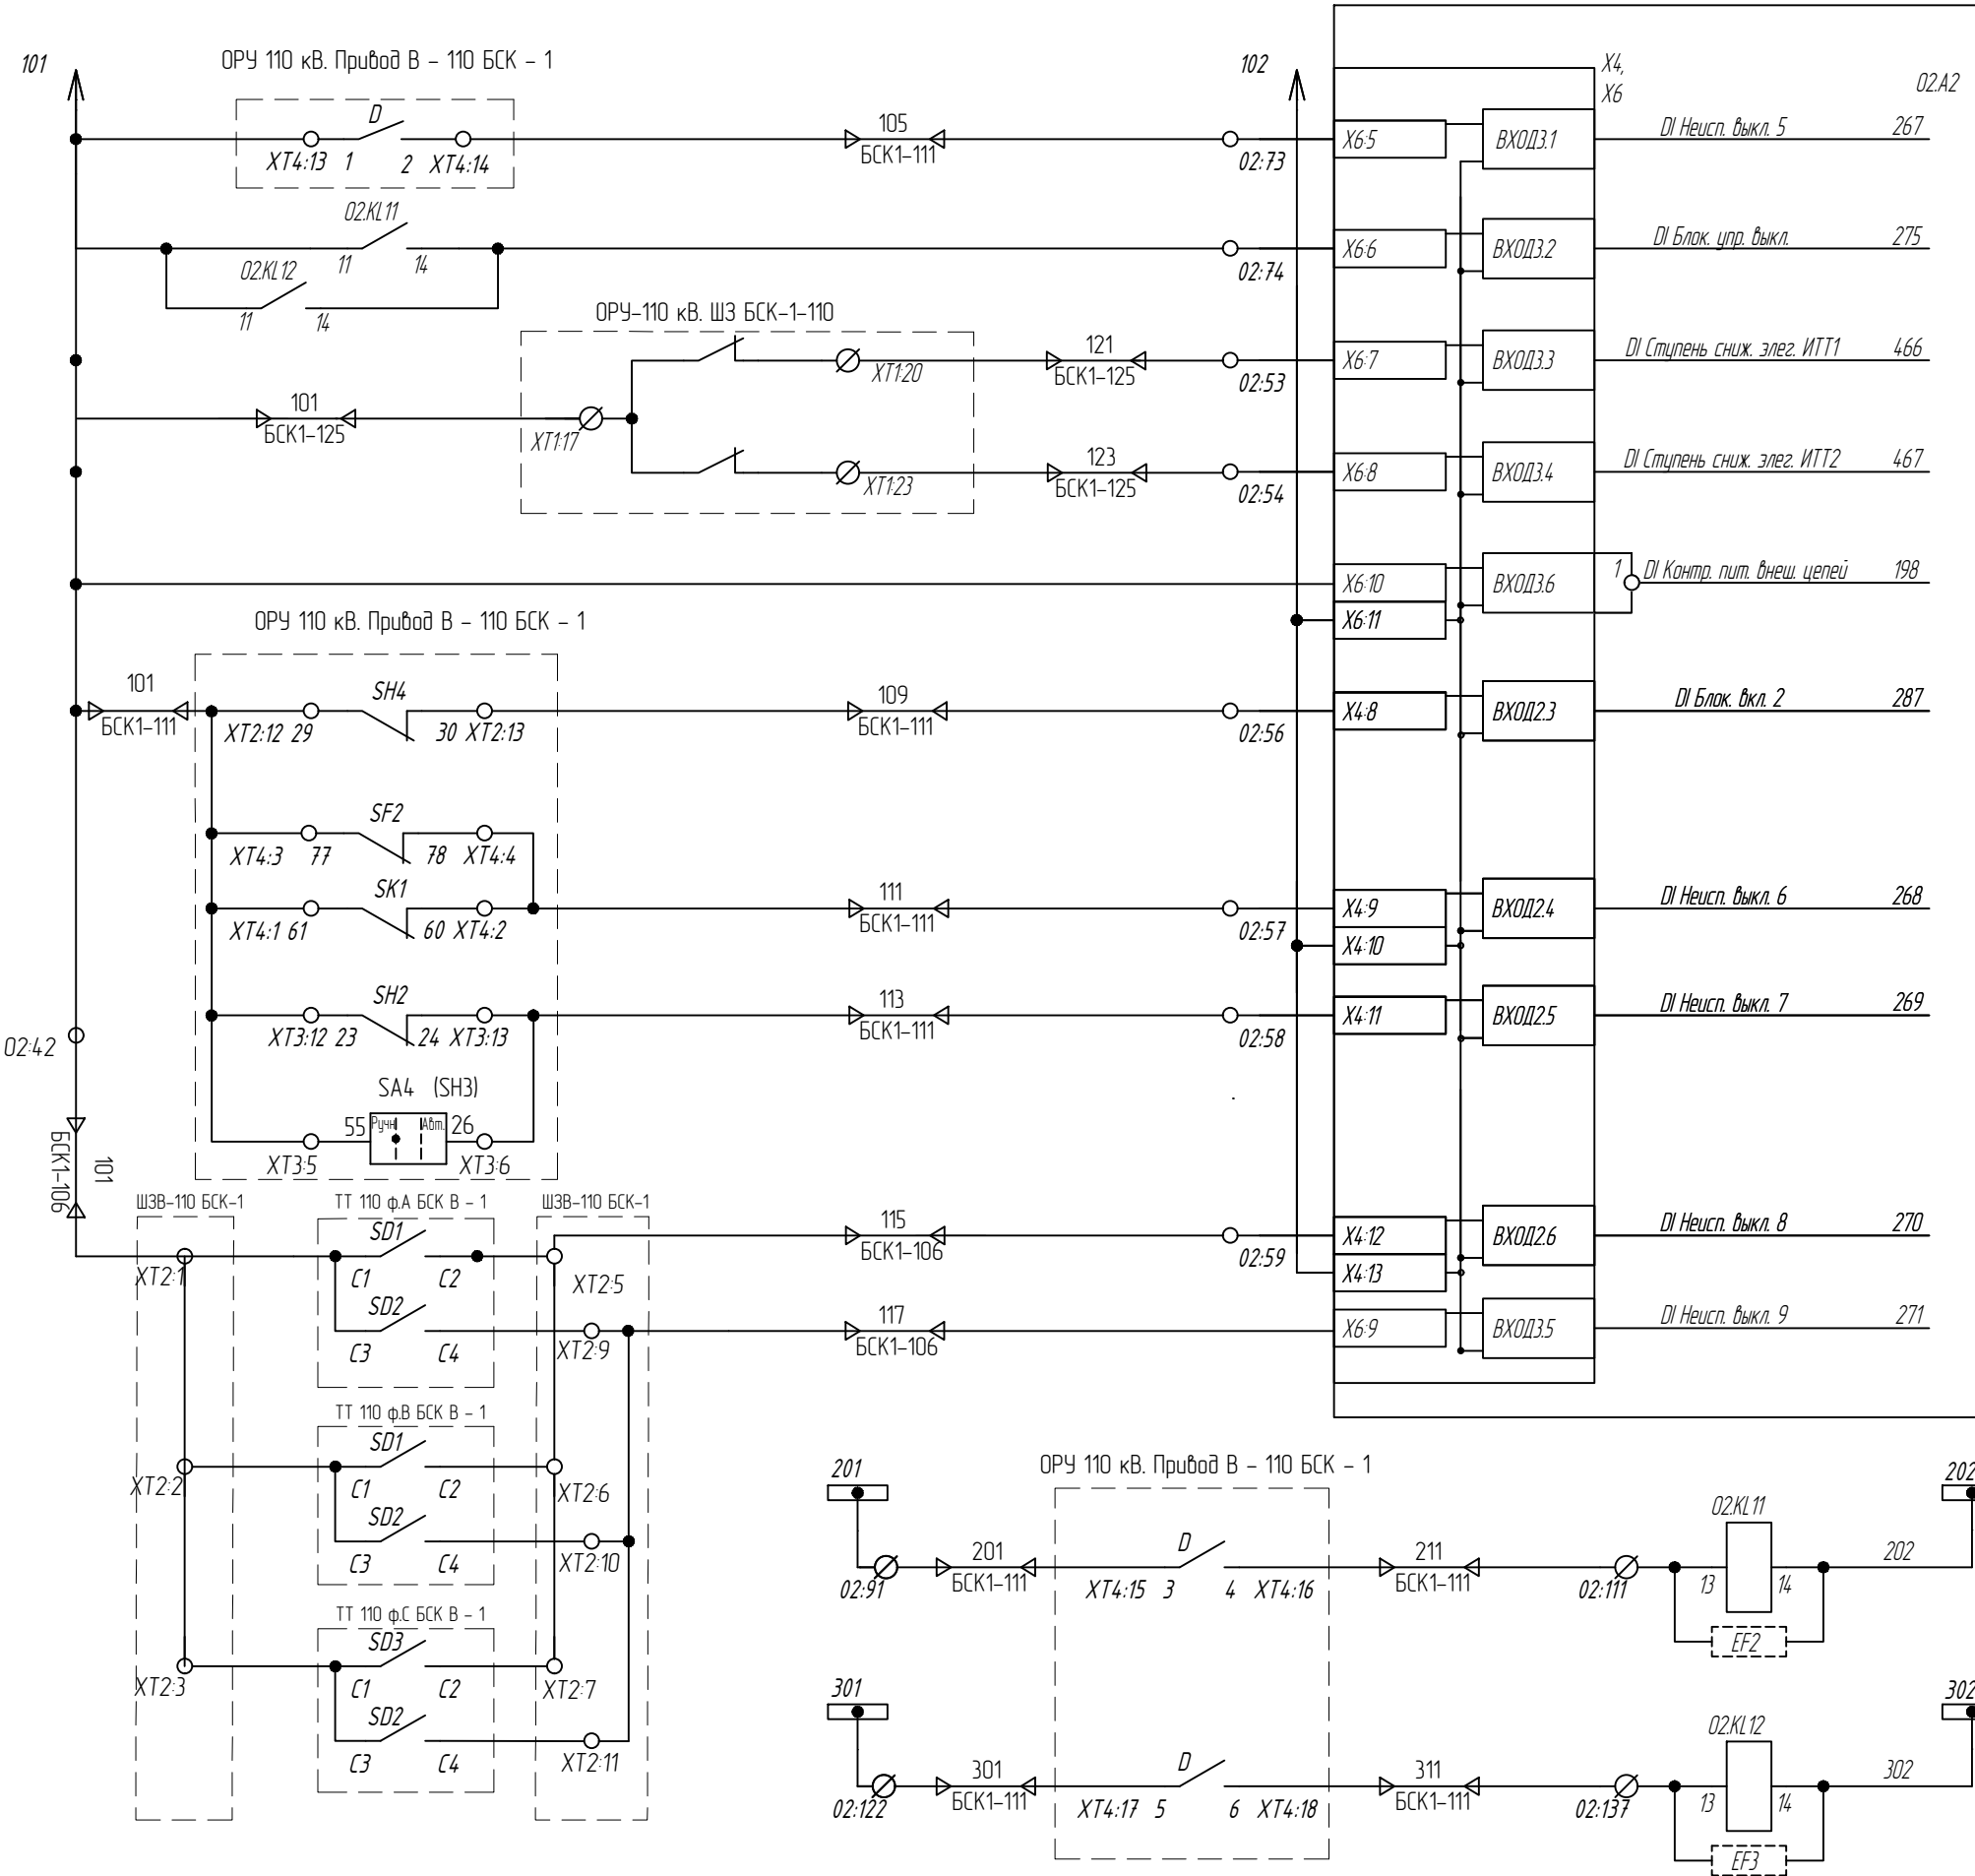 101
ОРУ 110 кВ. Привод В – 110 БСК – 1
102
X4,
X6
02.A2
D
XT4:13 1 2 XT4:14
105
БСК1-111
02:73
X6:5
ВХОД3.1
DI Неисп. выкл. 5 267
02.KL11
11 14
02.KL12
11 14
02:74
X6:6
ВХОД3.2
DI Блок. упр. выкл. 275
ОРУ-110 кВ. ШЗ БСК-1-110
XT1:20
121
БСК1-125
02:53
X6:7
ВХОД3.3
DI Ступень сниж. элег. ИТТ1 466
101
БСК1-125
XT1:17
XT1:23
123
БСК1-125
02:54
X6:8
ВХОД3.4
DI Ступень сниж. элег. ИТТ2 467
X6:10
ВХОД3.6
1
DI Контр. пит. внеш. цепей 198
X6:11
ОРУ 110 кВ. Привод В – 110 БСК – 1
101
БСК1-111
SH4
XT2:12 29 30 XT2:13
109
БСК1-111
02:56
X4:8
ВХОД2.3
DI Блок. вкл. 2 287
SF2
XT4:3 77 78 XT4:4
SK1
XT4:1 61 60 XT4:2
111
БСК1-111
02:57
X4:9
X4:10
ВХОД2.4
DI Неисп. выкл. 6 268
SH2
XT3:12 23 24 XT3:13
113
БСК1-111
02:58
X4:11
ВХОД2.5
DI Неисп. выкл. 7 269
02:42
SA4 (SH3)
55 Ручн Авт. 26
XT3:5 XT3:6
101
БСК1-106
ШЗВ-110 БСК-1
ТТ 110 ф.А БСК В – 1
ШЗВ-110 БСК-1
XT2:1
SD1
C1 C2
XT2:5
115
БСК1-106
02:59
X4:12
X4:13
ВХОД2.6
DI Неисп. выкл. 8 270
SD2
C3 C4
XT2:9
117
БСК1-106
X6:9
ВХОД3.5
DI Неисп. выкл. 9 271
ТТ 110 ф.В БСК В – 1
XT2:2
SD1
C1 C2
XT2:6
SD2
C3 C4
XT2:10
ТТ 110 ф.С БСК В – 1
XT2:3
SD3
C1 C2
XT2:7
SD2
C3 C4
XT2:11
ОРУ 110 кВ. Привод В – 110 БСК – 1
201
02:91
201
БСК1-111
D
XT4:15 3 4 XT4:16
211
БСК1-111
02:111
02.KL11
13 14
202
202
EF2
301
02:122
301
БСК1-111
D
XT4:17 5 6 XT4:18
311
БСК1-111
02:137
02.KL12
13 14
302
302
EF3